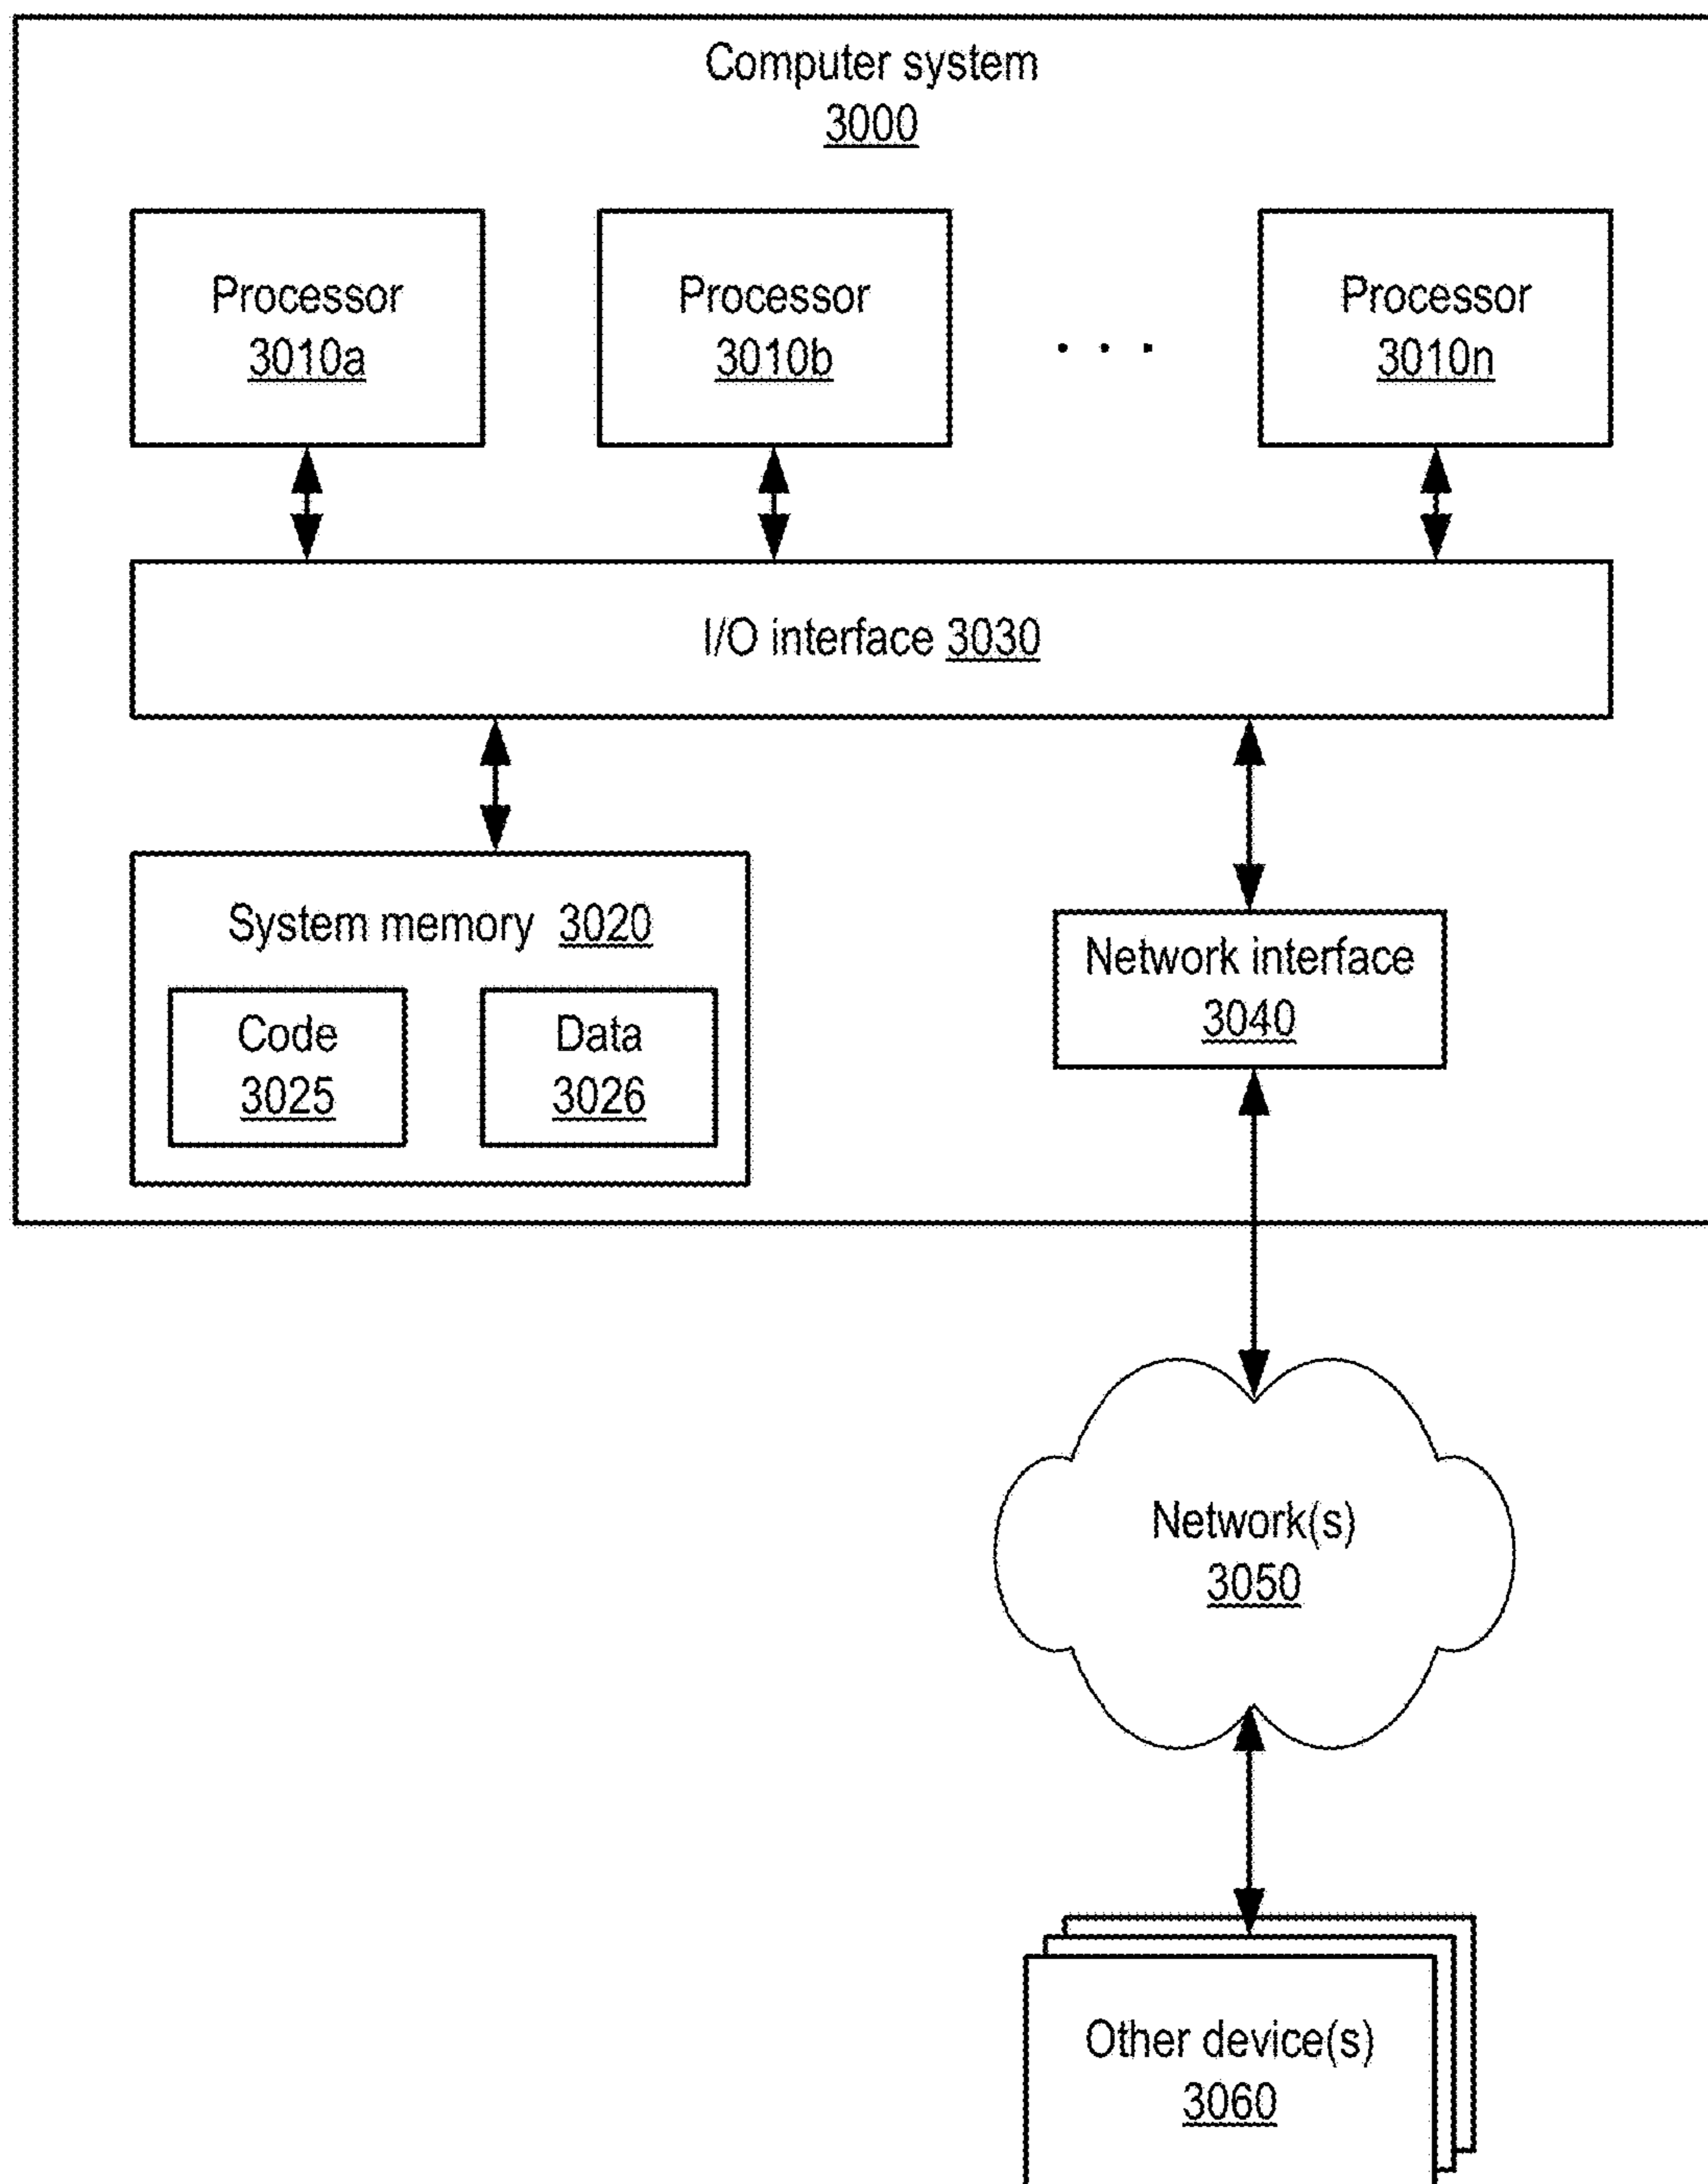 Computer system
3000
Processor
3010a
Processor
3010b
. . .
Processor
3010n
I/O interface 3030
System memory 3020
Code
3025
Data
3026
Network interface
3040
Network(s)
3050
Other device(s)
3060